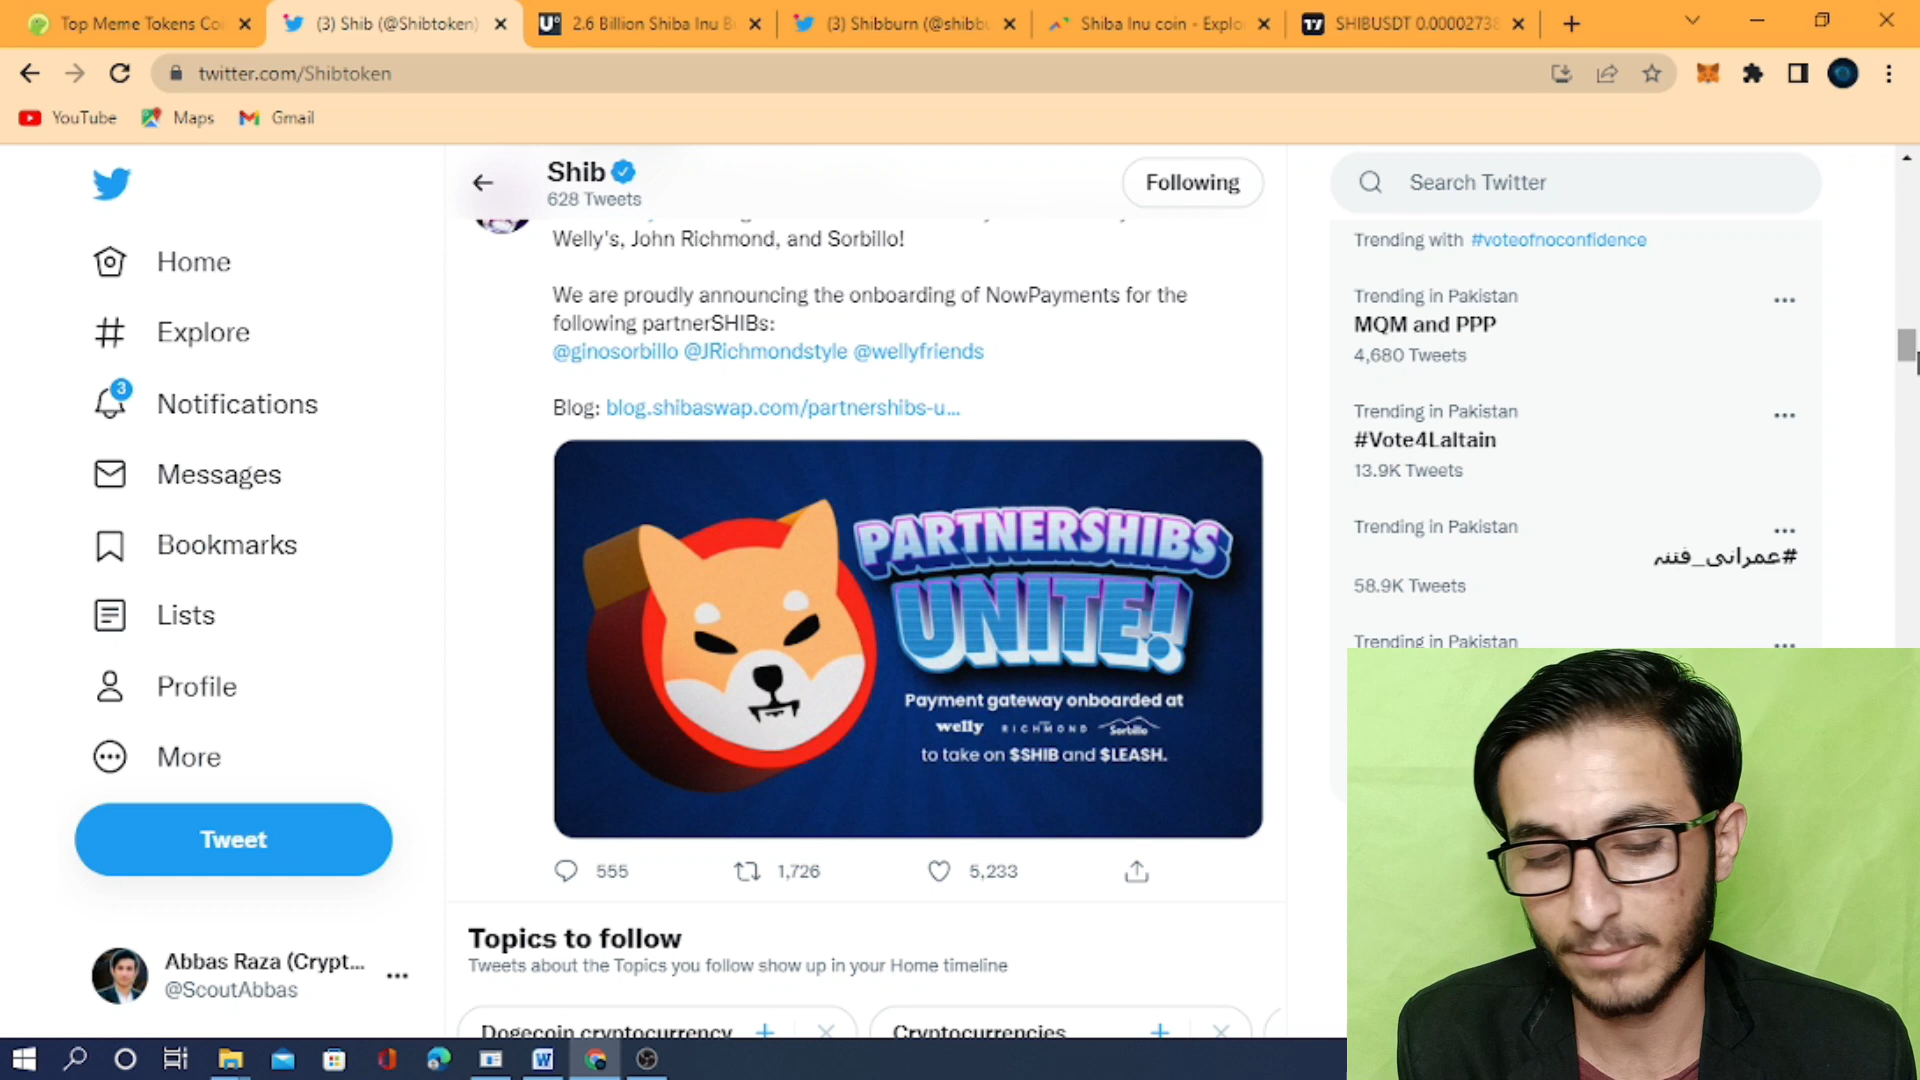 Top Meme Tokens Co
(3) Shib (@Shibtoken)
2.6 Billion Shiba Inu B
(3) Shibburn (@shibbu
Shiba Inu coin - Explo
SHIBUSDT 0.00002738
twitter.com/Shibtoken
YouTube
Maps
Gmail
Home
Explore
3
Notifications
Messages
Bookmarks
Lists
Profile
More
Tweet
Abbas Raza (Crypt...
@ScoutAbbas
Shib
628 Tweets
Following
Welly's, John Richmond, and Sorbillo!
We are proudly announcing the onboarding of NowPayments for the
following partnerSHIBs:
@ginosorbillo @JRichmondstyle @wellyfriends
Blog: blog.shibaswap.com/partnershibs-u...
PARTNERSHIBS
UNITE!
Payment gateway onboarded at
welly RICHMOND Sorbillo
to take on $SHIB and $LEASH.
555 1,726 5,233
Topics to follow
Tweets about the Topics you follow show up in your Home timeline
Dogecoin cryptocurrency
Cryptocurrencies
Search Twitter
Trending with #voteofnoconfidence
Trending in Pakistan
MQM and PPP
4,680 Tweets
Trending in Pakistan
#Vote4Laltain
13.9K Tweets
Trending in Pakistan
#عمرانی_فتنہ
58.9K Tweets
Trending in Pakistan